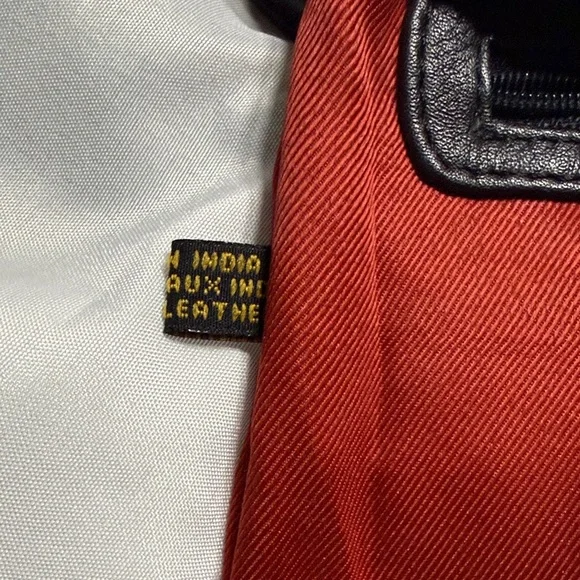 N INDIA
AUX IND
LEATHE